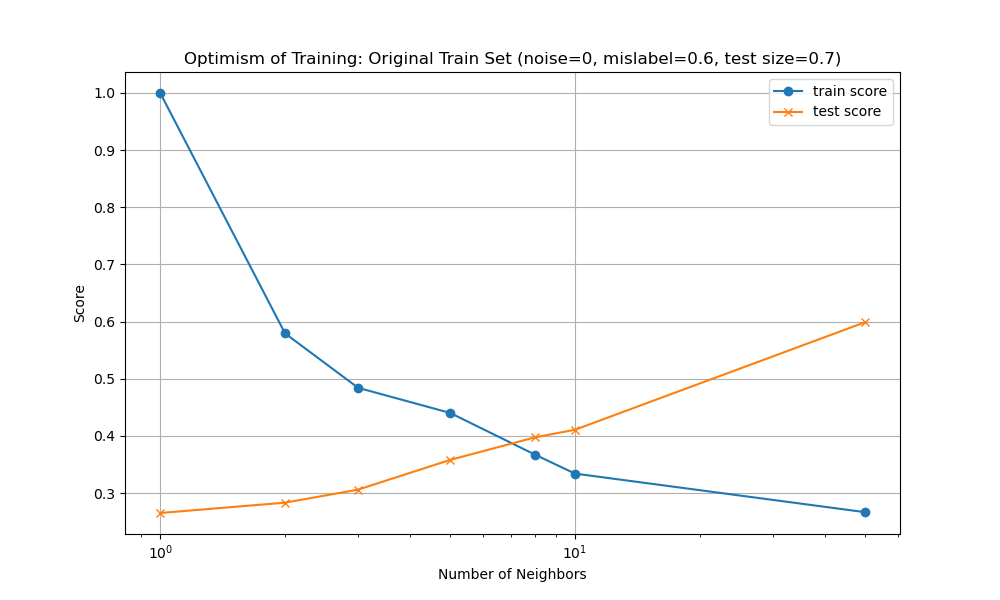 Optimism of Training: Original Train Set (noise=0, mislabel=0.6, test size=0.7)
train score
test score
1.0
0.9
0.8
0.7
0.6
0.5
0.4
0.3
Score
10⁰
10¹
Number of Neighbors